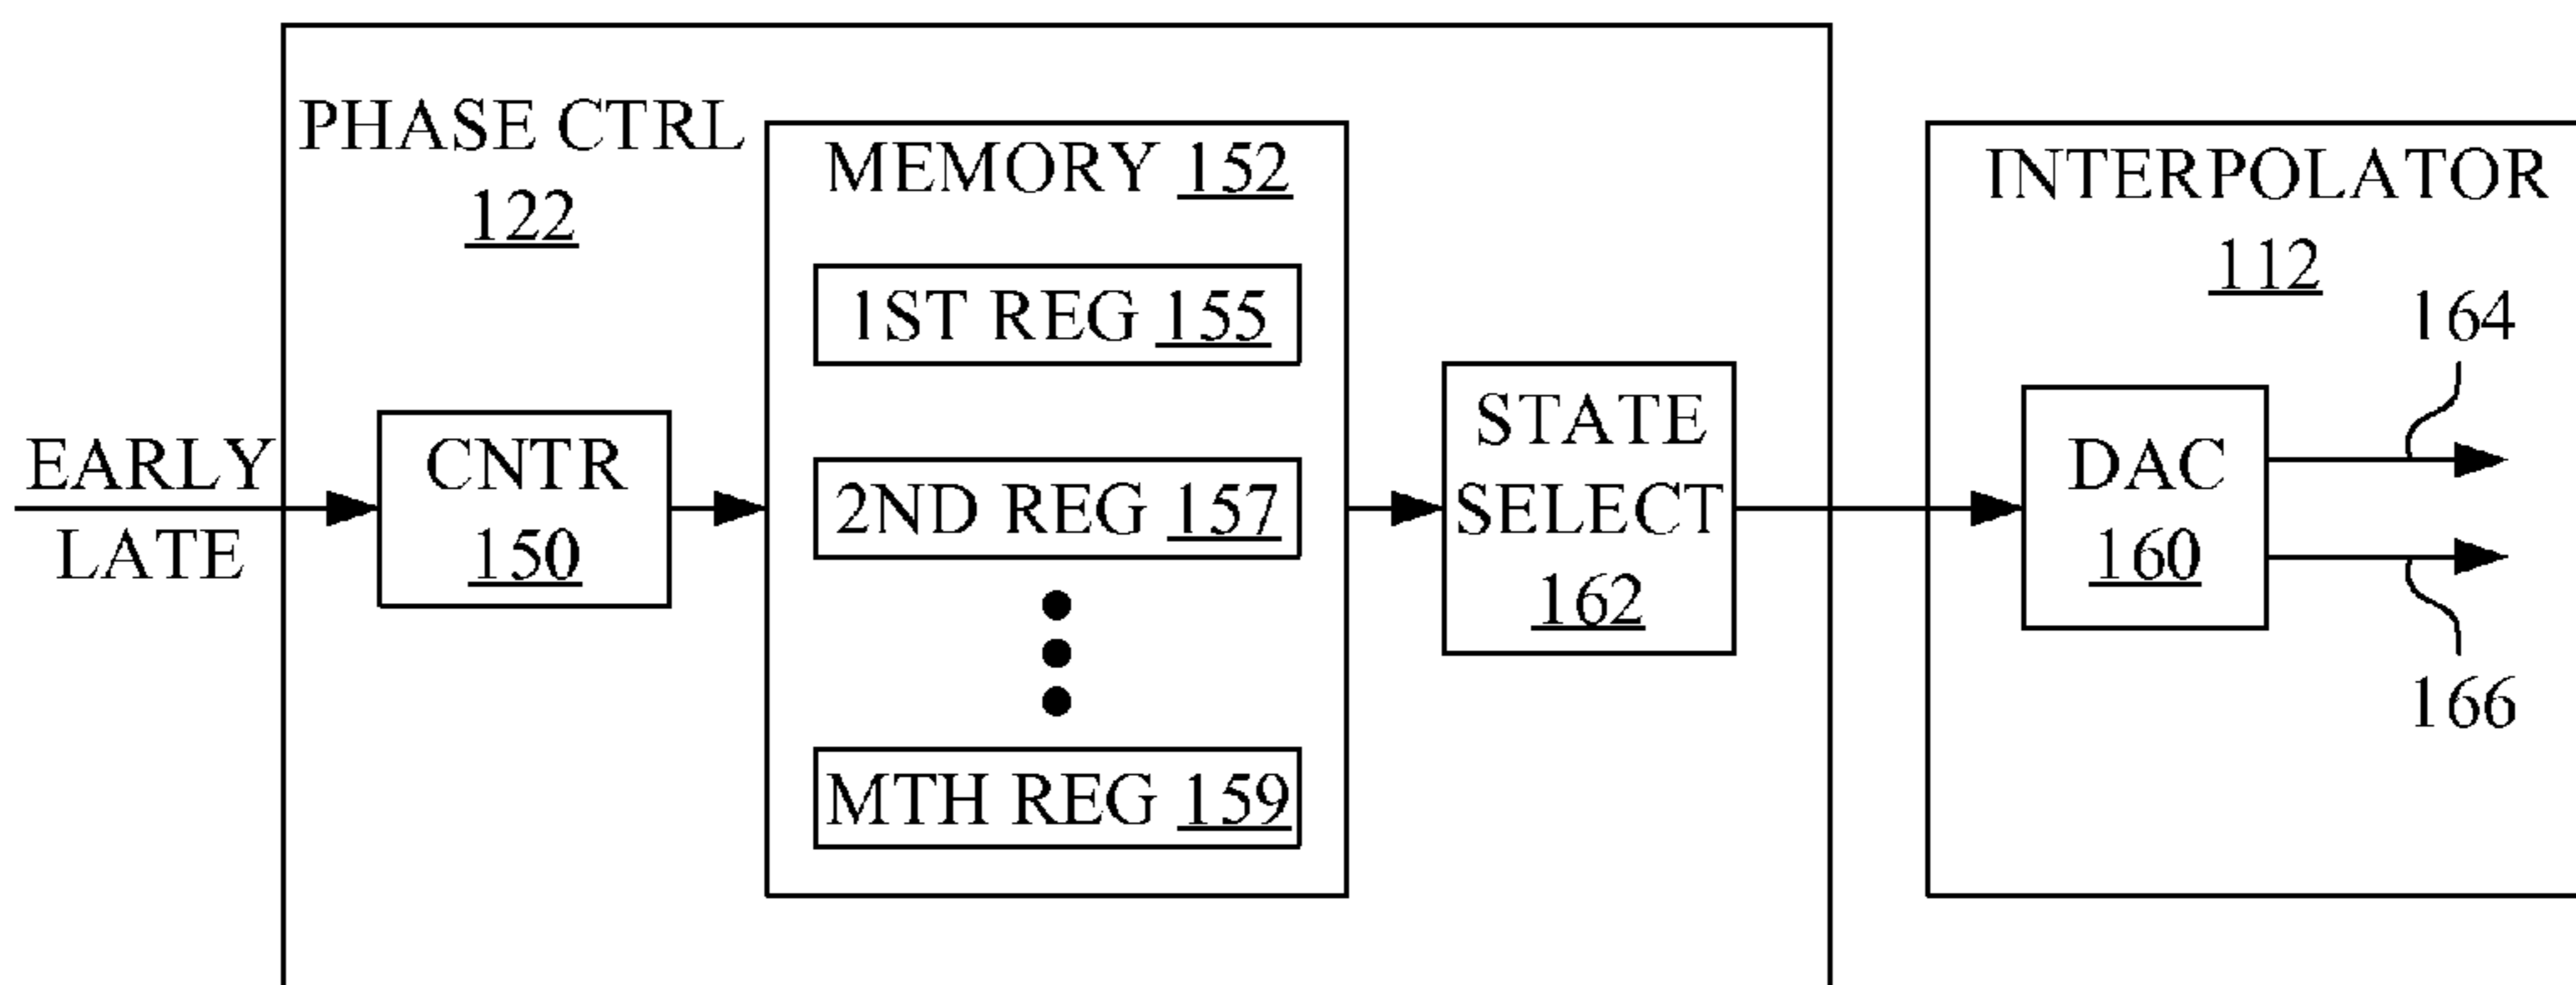 PHASE CTRL
122
EARLY
LATE
CNTR
150
MEMORY 152
1ST REG 155
2ND REG 157
MTH REG 159
STATE
SELECT
162
INTERPOLATOR
112
DAC
160
164
166